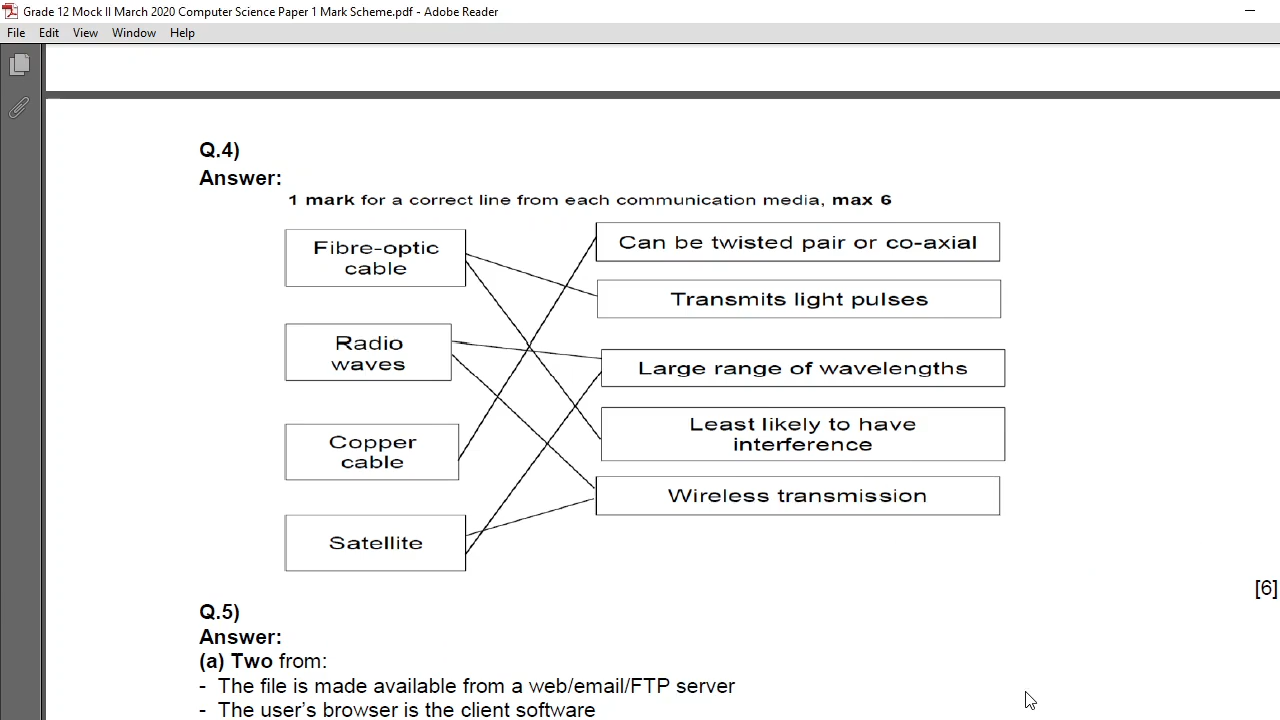 Grade 12 Mock II March 2020 Computer Science Paper 1 Mark Scheme.pdf - Adobe Reader
File Edit View Window Help
Q.4)
Answer:
1 mark for a correct line from each communication media, max 6
Fibre-optic
cable
Radio
waves
Copper
cable
Satellite
Can be twisted pair or co-axial
Transmits light pulses
Large range of wavelengths
Least likely to have
interference
Wireless transmission
[6]
Q.5)
Answer:
(a) Two from:
- The file is made available from a web/email/FTP server
- The user's browser is the client software